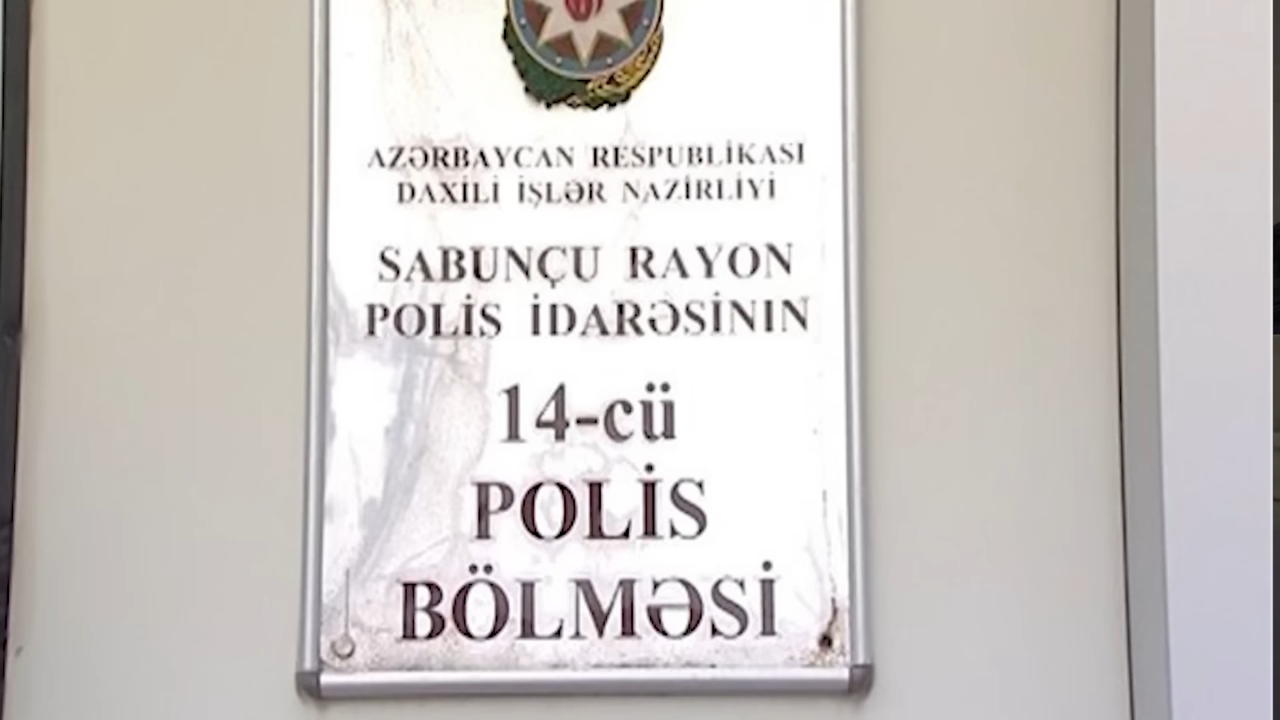 AZƏRBAYCAN RESPUBLİKASI
DAXİLİ İŞLƏR NAZİRLİYİ
SABUNÇU RAYON
POLİS İDARƏSİNİN
14-cü
POLİS
BÖLMƏSİ